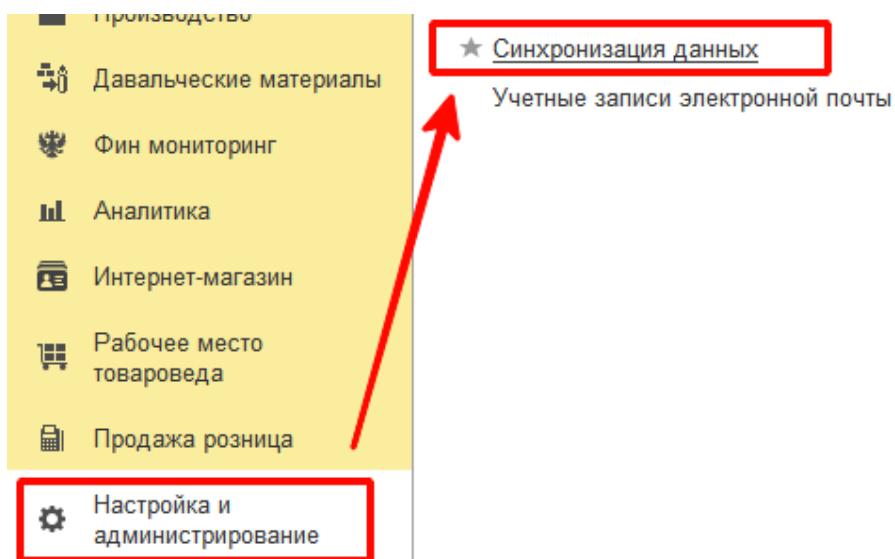 Производство
Давальческие материалы
Фин мониторинг
Аналитика
Интернет-магазин
Рабочее место
товароведа
Продажа розница
Настройка и
администрирование
Синхронизация данных
Учетные записи электронной почты